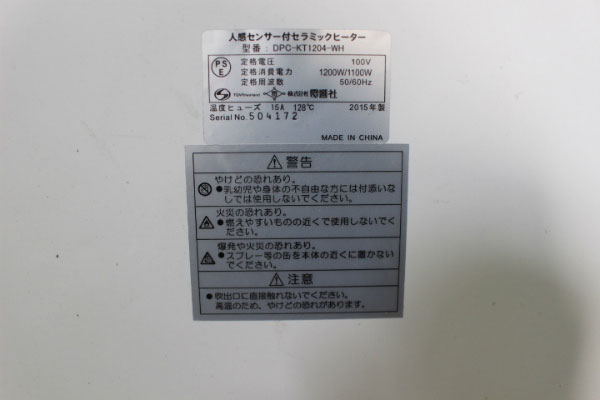 人感センサー付セラミックヒーター
型番：DPC-KT1204-WH
PS
E
定格電圧 100V
定格消費電力 1200W/1100W
定格周波数 50/60Hz
TÜVRheinland 株式会社 電響社
温度ヒューズ 15A 128℃ 2015年製
Serial No. 504172
MADE IN CHINA
警告
やけどの恐れあり。
●乳幼児や身体の不自由な方には付添いな
しでは使用しないでください。
火災の恐れあり。
●燃えやすいものの近くで使用しないでく
ださい。
爆発や火災の恐れあり。
●スプレー等の缶を本体の近くに置かない
でください。
注意
●吹出口に直接触れないでください。
高温のため、やけどの恐れがあります。